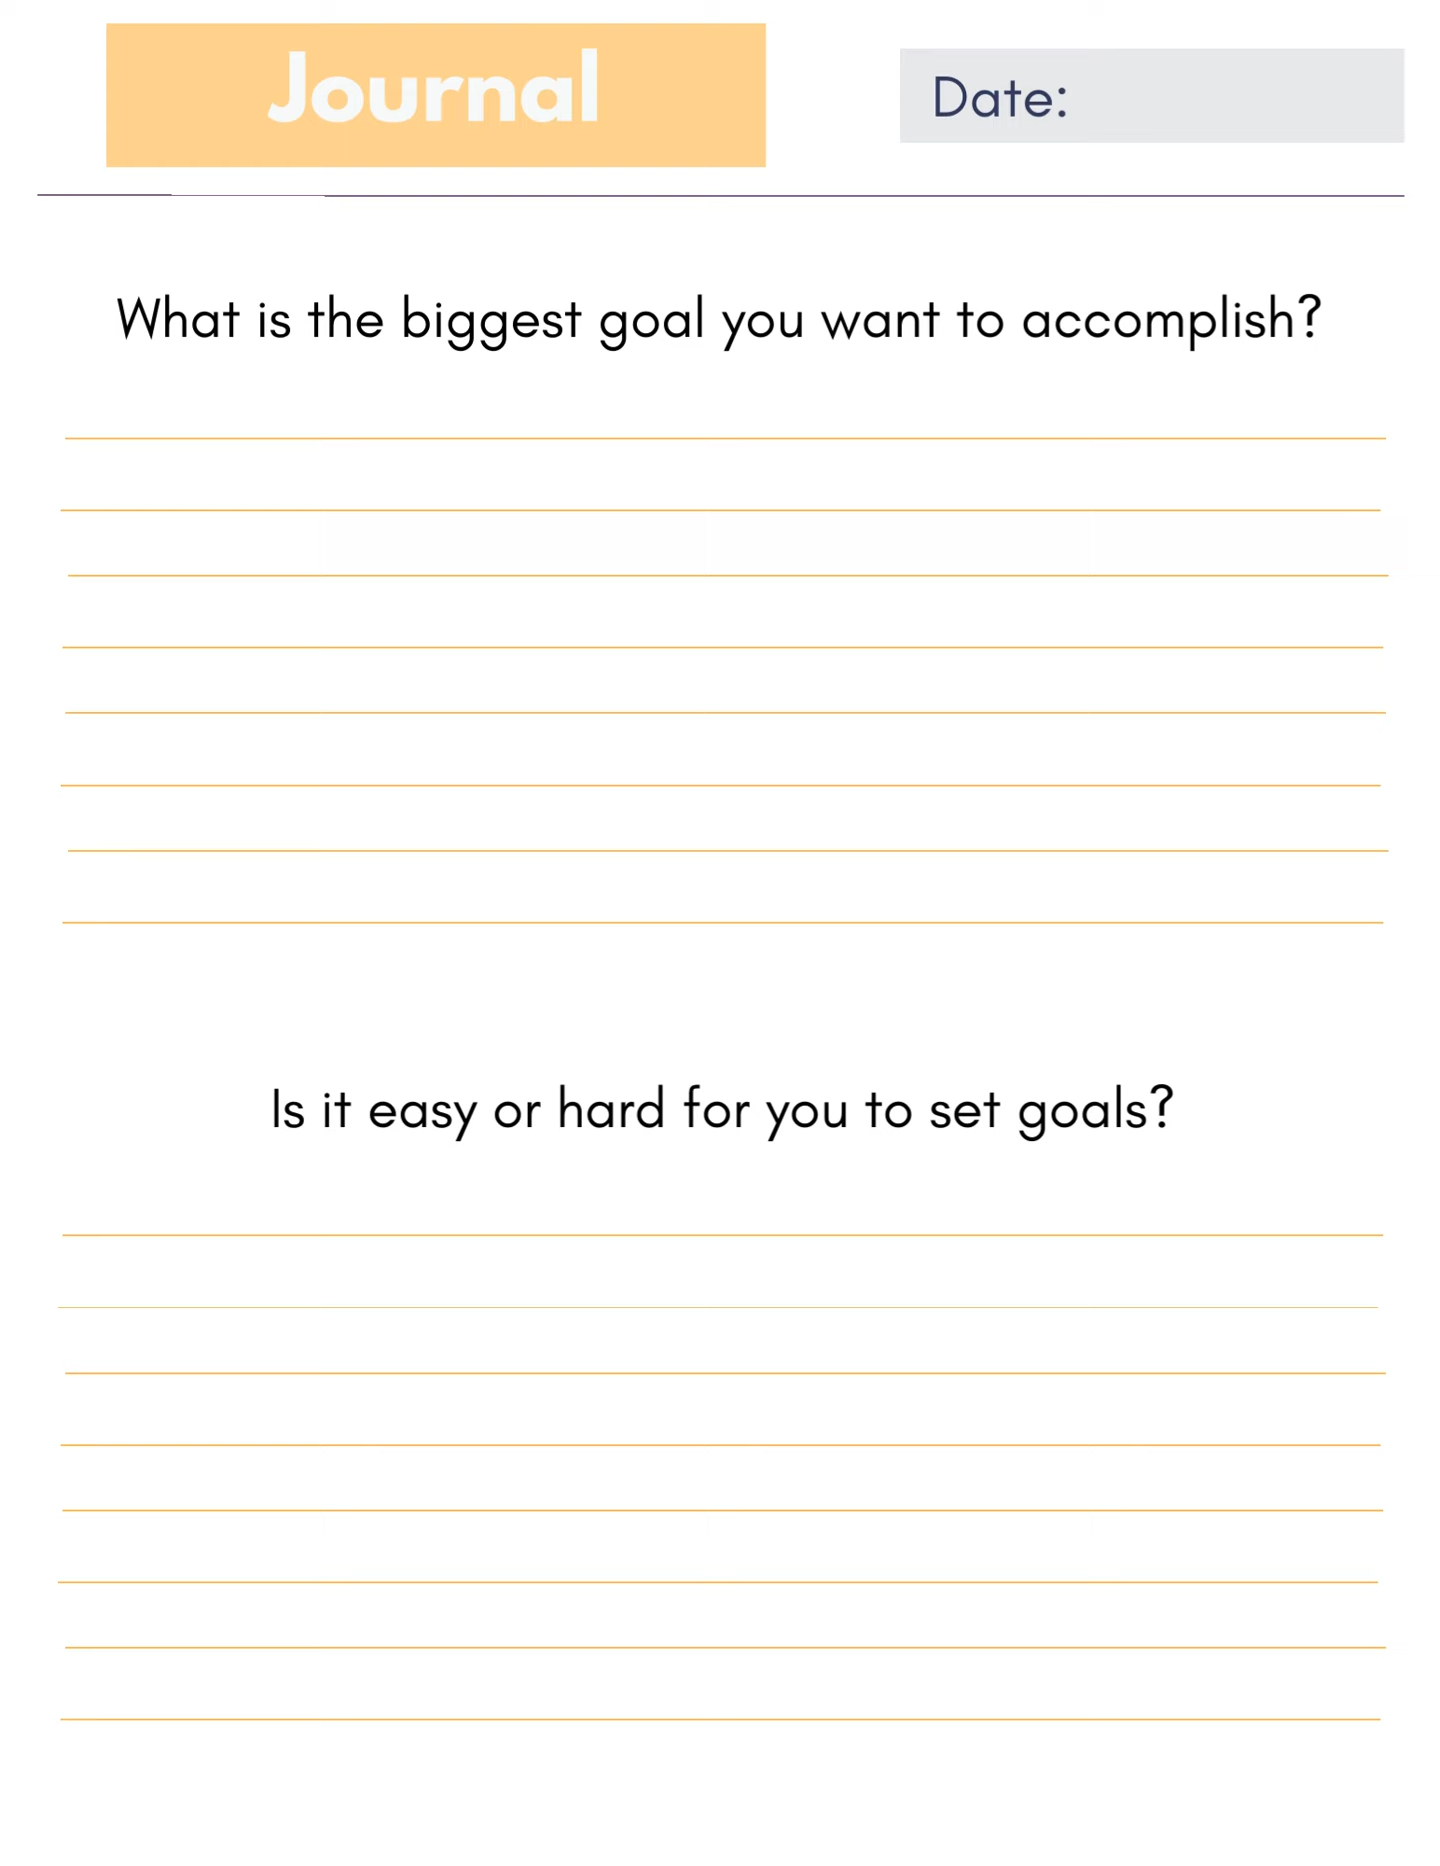 Journal
Date:
What is the biggest goal you want to accomplish?
Is it easy or hard for you to set goals?